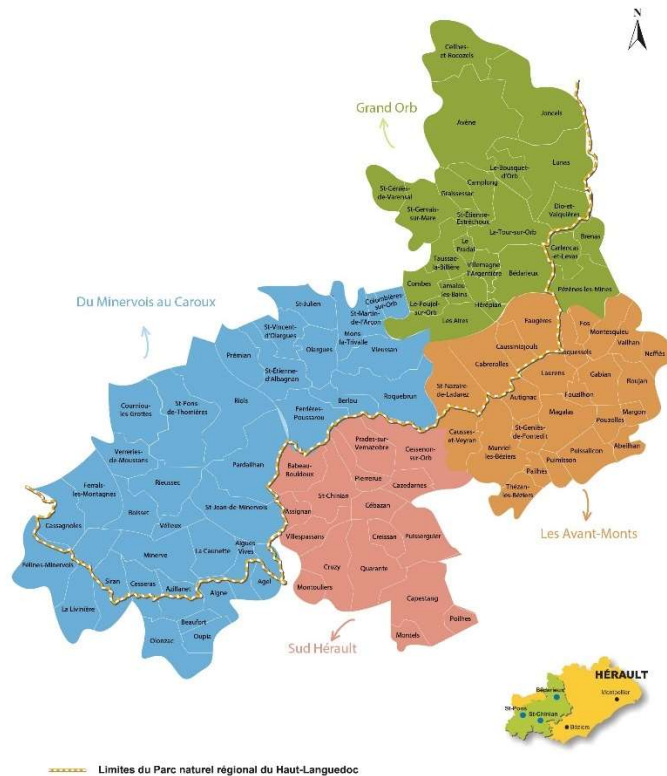 N
Ceilhes-
et-Rocozels
Grand Orb
Avène
Joncels
Lunas
Le-Bousquet-
d'Orb
St-Geniès-
de-Varensal
Camplong
Graissessac
Dio-et-
Valquières
St-Gervais-
sur-Mare
St-Étienne-
Estréchoux
La-Tour-sur-Orb
Brenas
Le
Pradal
Carlencas-
et-Levas
Taussac-
la-Billière
Villemagne
l'Argentière
Bédarieux
Combes
Lamalou-
les-Bains
Pézènes-les-Mines
Le-Poujol-
sur-Orb
Hérépian
Les Aires
Du Minervois au Caroux
St-Julien
Colombières-
sur-Orb
St-Martin-
de-l'Arçon
St-Vincent-
d'Olargues
Mons-
la-Trivalle
Olargues
Vieussan
Prémian
St-Étienne-
d'Albagnan
Roquebrun
Berlou
Ferrières-
Poussarou
Riols
St-Pons-
de-Thomières
Courniou-
les-Grottes
Verreries-
de-Moussans
Pardailhan
Rieussec
Ferrals-
les-Montagnes
Boisset
St-Jean-de-Minervois
Cassagnoles
Vélieux
Minerve
La Caunette
Aigues
Vives
Félines-Minervois
Siran
Cesseras
Azillanet
Aigne
Agel
La Livinière
Beaufort
Olonzac
Oupia
Faugères
Fos
Montesquieu
Vailhan
Caussiniojouls
Neffiès
Cabrerolles
Roquessels
Laurens
Gabian
Roujan
St-Nazaire-
de-Ladarez
Autignac
Fouzilhon
Magalas
Margon
Pouzolles
Causses-
et-Veyran
St-Geniès-
de-Fontedit
Abeilhan
Murviel-
les-Béziers
Puissalicon
Puimisson
Pailhès
Thézan-
les-Béziers
Les Avant-Monts
Prades-sur-
Vernazobre
Cessenon-
sur-Orb
Babeau-
Bouldoux
Pierrerue
Cazedarnes
St-Chinian
Cébazan
Assignan
Villespassans
Creissan
Puisserguier
Cruzy
Quarante
Montouliers
Capestang
Poilhes
Montels
Sud Hérault
HÉRAULT
Bédarieux
Montpellier
St-Pons
St-Chinian
Béziers
Limites du Parc naturel régional du Haut-Languedoc